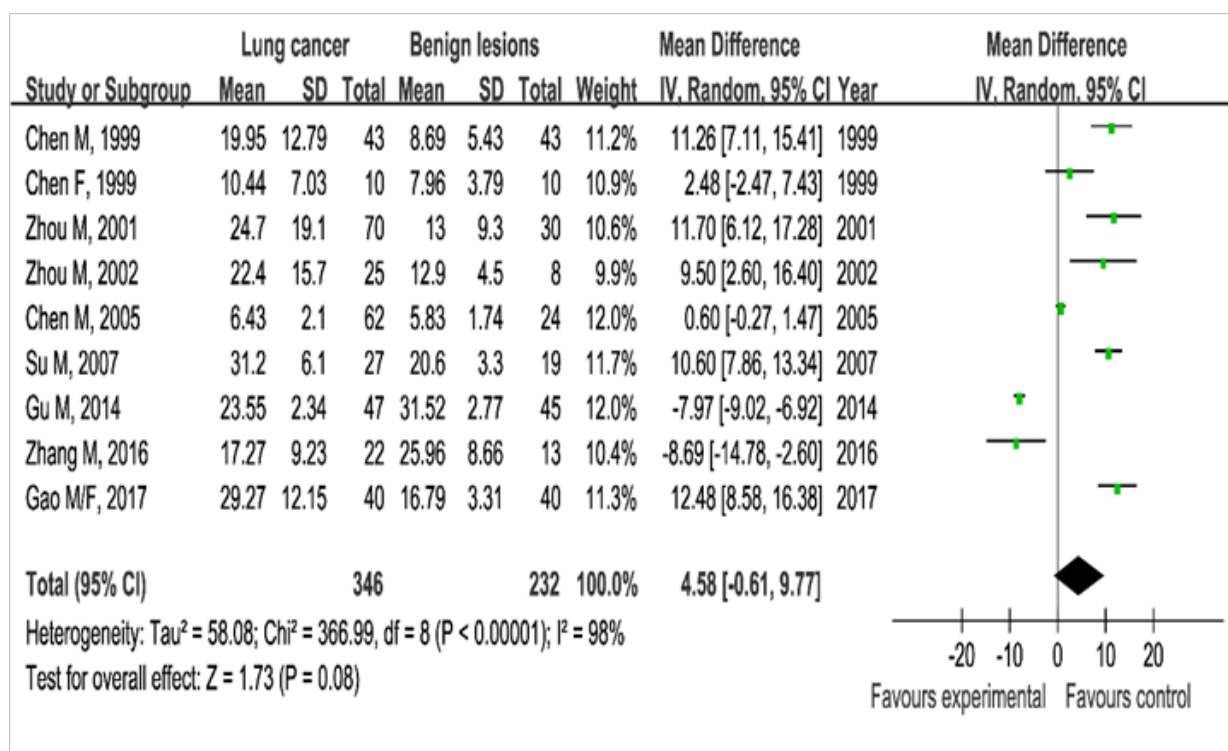 Lung cancer Benign lesions Mean Difference Mean Difference
Study or Subgroup Mean SD Total Mean SD Total Weight IV, Random, 95% CI Year IV, Random, 95% CI
Chen M, 1999 19.95 12.79 43 8.69 5.43 43 11.2% 11.26 [7.11, 15.41] 1999
Chen F, 1999 10.44 7.03 10 7.96 3.79 10 10.9% 2.48 [-2.47, 7.43] 1999
Zhou M, 2001 24.7 19.1 70 13 9.3 30 10.6% 11.70 [6.12, 17.28] 2001
Zhou M, 2002 22.4 15.7 25 12.9 4.5 8 9.9% 9.50 [2.60, 16.40] 2002
Chen M, 2005 6.43 2.1 62 5.83 1.74 24 12.0% 0.60 [-0.27, 1.47] 2005
Su M, 2007 31.2 6.1 27 20.6 3.3 19 11.7% 10.60 [7.86, 13.34] 2007
Gu M, 2014 23.55 2.34 47 31.52 2.77 45 12.0% -7.97 [-9.02, -6.92] 2014
Zhang M, 2016 17.27 9.23 22 25.96 8.66 13 10.4% -8.69 [-14.78, -2.60] 2016
Gao M/F, 2017 29.27 12.15 40 16.79 3.31 40 11.3% 12.48 [8.58, 16.38] 2017
Total (95% CI) 346 232 100.0% 4.58 [-0.61, 9.77]
Heterogeneity: Tau² = 58.08; Chi² = 366.99, df = 8 (P < 0.00001); I² = 98%
Test for overall effect: Z = 1.73 (P = 0.08)
-20 -10 0 10 20
Favours experimental Favours control